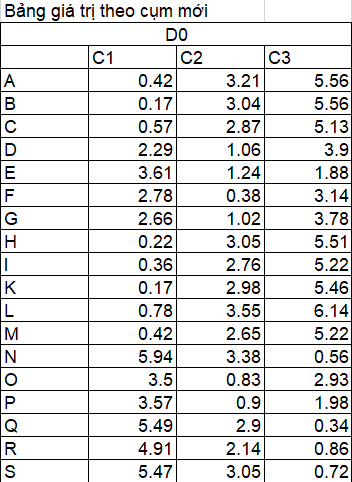 Bảng giá trị theo cụm mới
D0
C1 C2 C3
A 0.42 3.21 5.56
B 0.17 3.04 5.56
C 0.57 2.87 5.13
D 2.29 1.06 3.9
E 3.61 1.24 1.88
F 2.78 0.38 3.14
G 2.66 1.02 3.78
H 0.22 3.05 5.51
I 0.36 2.76 5.22
K 0.17 2.98 5.46
L 0.78 3.55 6.14
M 0.42 2.65 5.22
N 5.94 3.38 0.56
O 3.5 0.83 2.93
P 3.57 0.9 1.98
Q 5.49 2.9 0.34
R 4.91 2.14 0.86
S 5.47 3.05 0.72